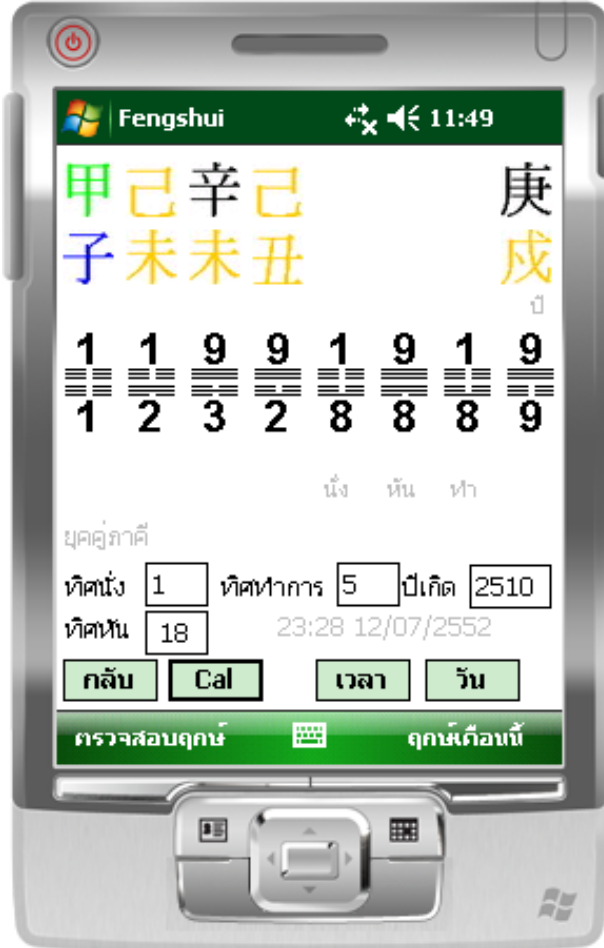 Fengshui 11:49
甲己辛己 庚
子未未丑 戌
ปี
1 1 9 9 1 9 1 9
1 2 3 2 8 8 8 9
นั่ง หัน ทำ
ยุคคู่ภาคี
ทิศนั่ง 1 ทิศทำการ 5 ปีเกิด 2510
ทิศหัน 18 23:28 12/07/2552
กลับ Cal เวลา วัน
ตรวจสอบฤกษ์ ฤกษ์เดือนนี้